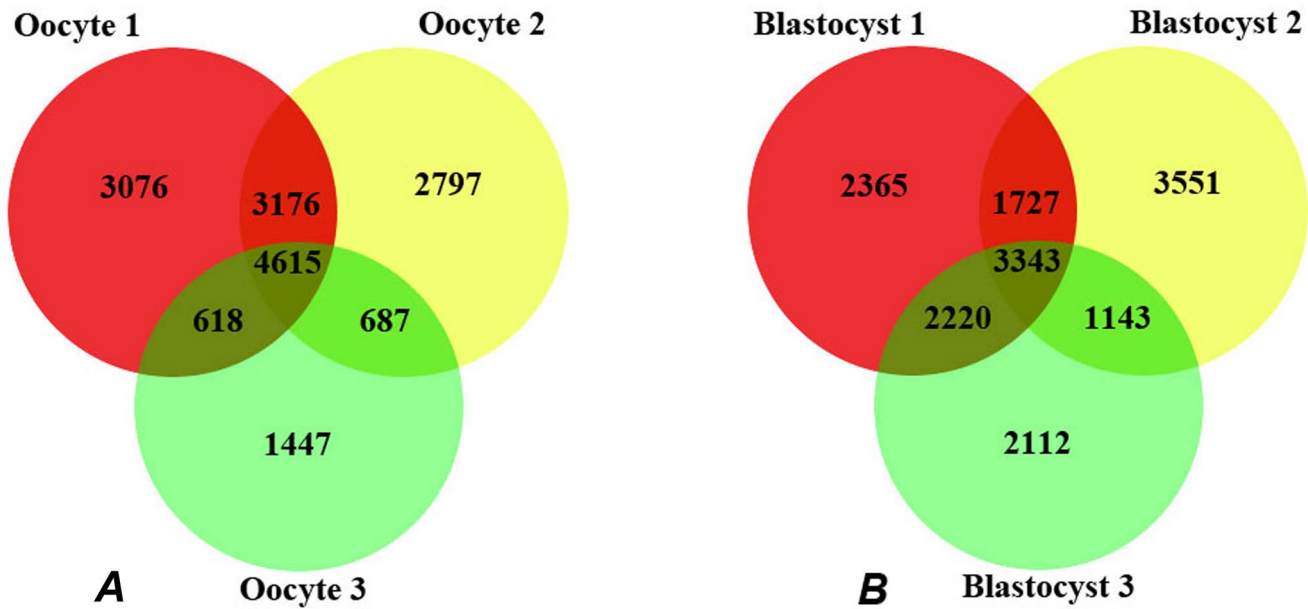 Oocyte 1
Oocyte 2
3076
3176
2797
4615
618
687
1447
A
Oocyte 3
Blastocyst 1
Blastocyst 2
2365
1727
3551
3343
2220
1143
2112
B
Blastocyst 3